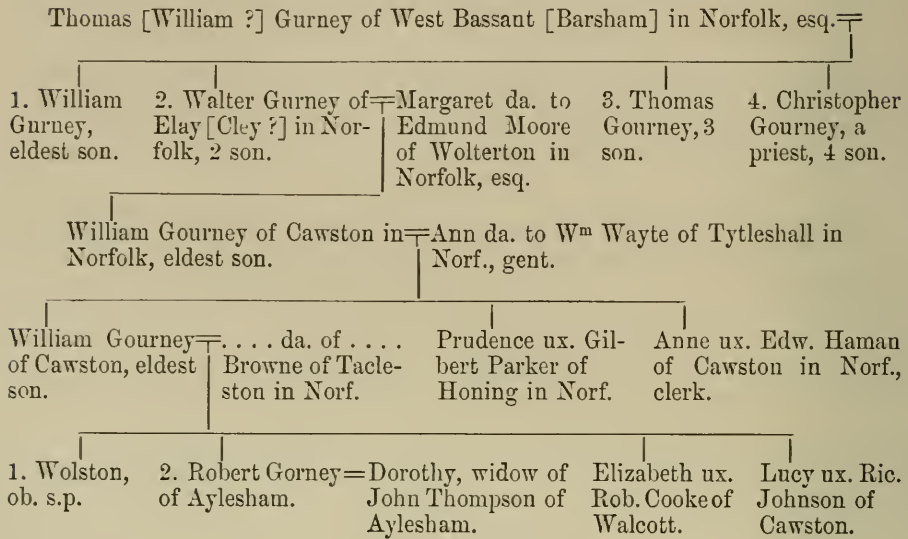 Thomas [William ?] Gurney of West Bassant [Barsham] in Norfolk, esq.=
1. William
Gurney,
eldest son.
2. Walter Gurney of=
Elay [Cley ?] in Nor-
folk, 2 son.
Margaret da. to
Edmund Moore
of Wolterton in
Norfolk, esq.
3. Thomas
Gourney, 3
son.
4. Christopher
Gourney, a
priest, 4 son.
William Gourney of Cawston in=
Norfolk, eldest son.
Ann da. to Wᵐ Wayte of Tytleshall in
Norf., gent.
William Gourney=
of Cawston, eldest
son.
. . . . da. of . . . .
Browne of Tacle-
ston in Norf.
Prudence ux. Gil-
bert Parker of
Honing in Norf.
Anne ux. Edw. Haman
of Cawston in Norf.,
clerk.
1. Wolston,
ob. s.p.
2. Robert Gorney=
of Aylesham.
Dorothy, widow of
John Thompson of
Aylesham.
Elizabeth ux.
Rob. Cooke of
Walcott.
Lucy ux. Ric.
Johnson of
Cawston.